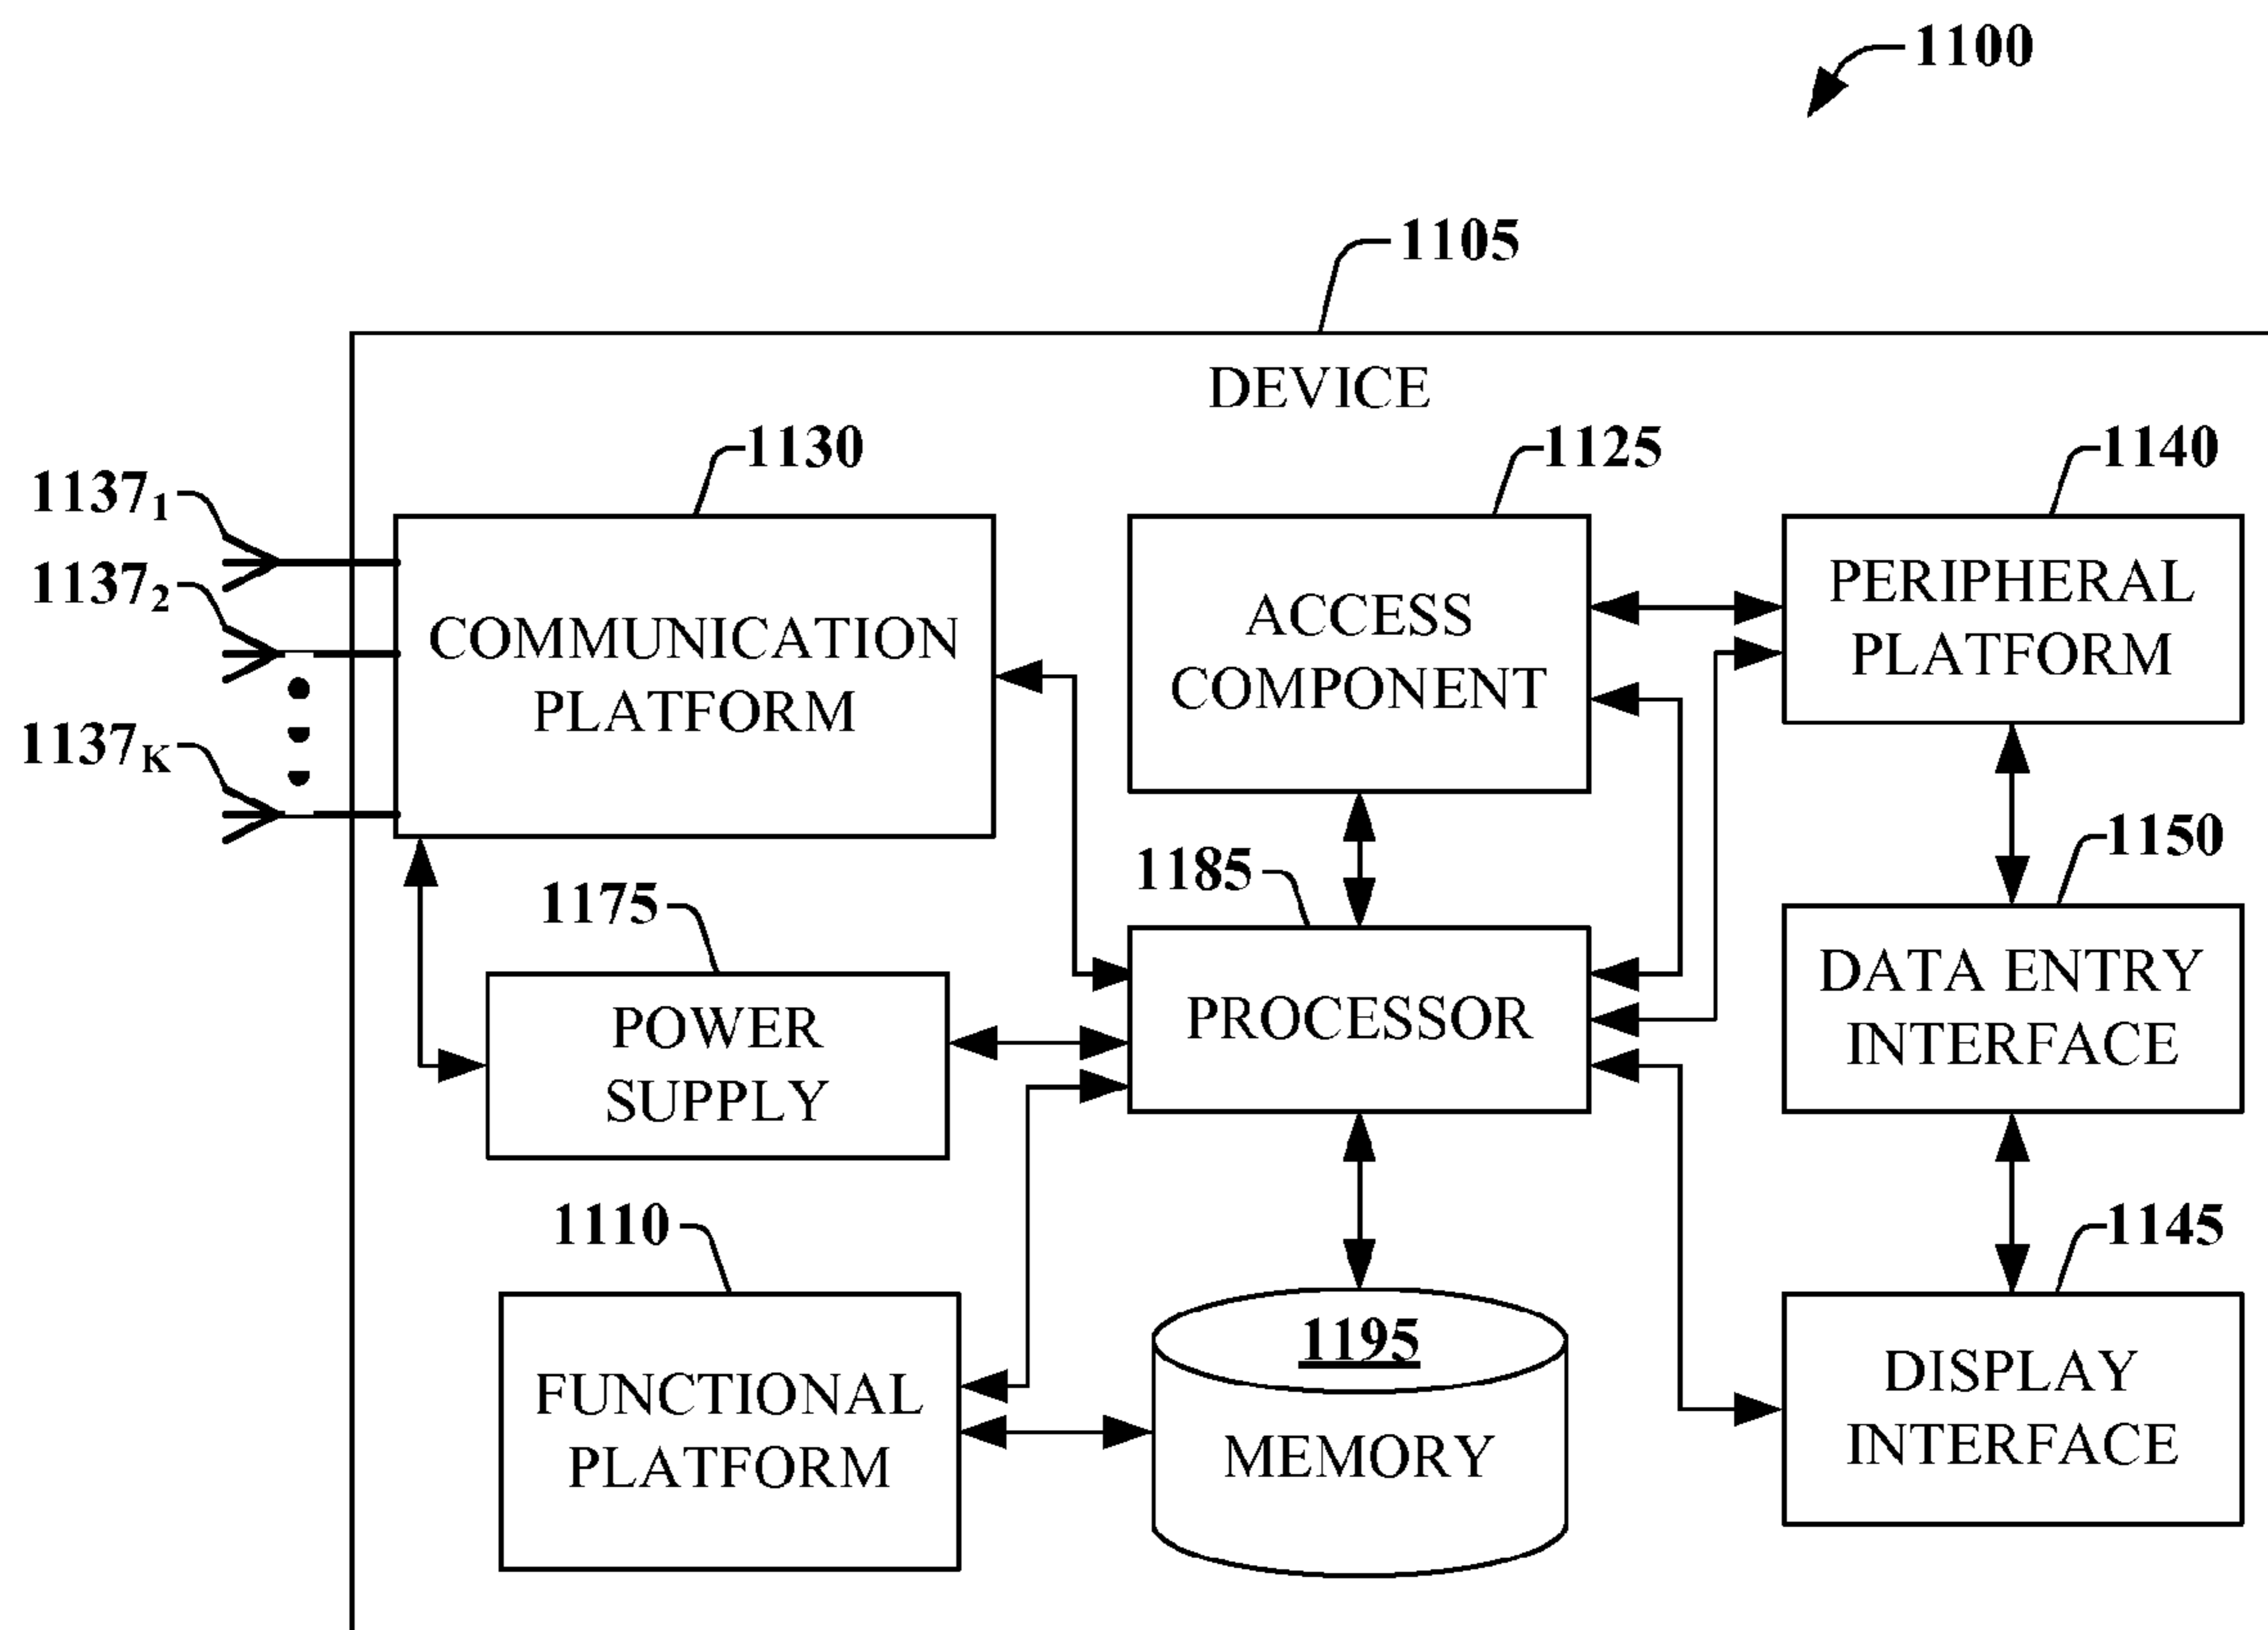 1100
1105
DEVICE
1130
1125
1140
1137₁
1137₂
1137K
COMMUNICATION
PLATFORM
ACCESS
COMPONENT
PERIPHERAL
PLATFORM
1175
1185
1150
POWER
SUPPLY
PROCESSOR
DATA ENTRY
INTERFACE
1110
1195
1145
FUNCTIONAL
PLATFORM
MEMORY
DISPLAY
INTERFACE